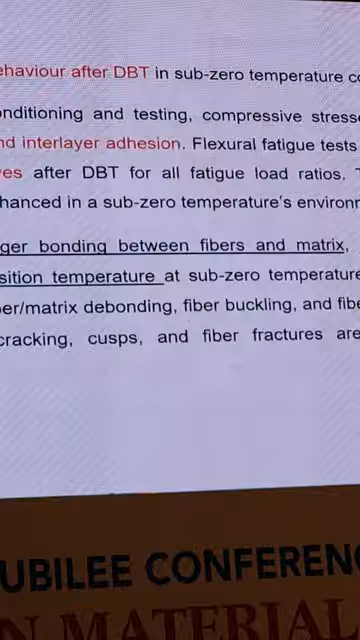 ehaviour after DBT in sub-zero temperature co
onditioning and testing, compressive stress
nd interlayer adhesion. Flexural fatigue tests
ves after DBT for all fatigue load ratios.
hanced in a sub-zero temperature's environm
ger bonding between fibers and matrix,
sition temperature at sub-zero temperature
er/matrix debonding, fiber buckling, and fibe
cracking, cusps, and fiber fractures are
UBILEE CONFERENC
N MATERIAL